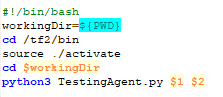 #!/bin/bash
workingDir=${PWD}
cd /tf2/bin
source ./activate
cd $workingDir
python3 TestingAgent.py $1 $2